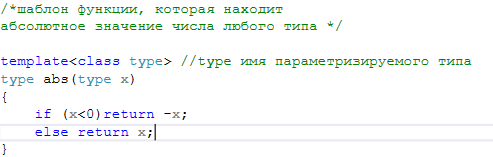 /*шаблон функции, которая находит
абсолютное значение числа любого типа */
template<class type> //type имя параметризируемого типа
type abs(type x)
{
if (x<0)return -x;
else return x;
}